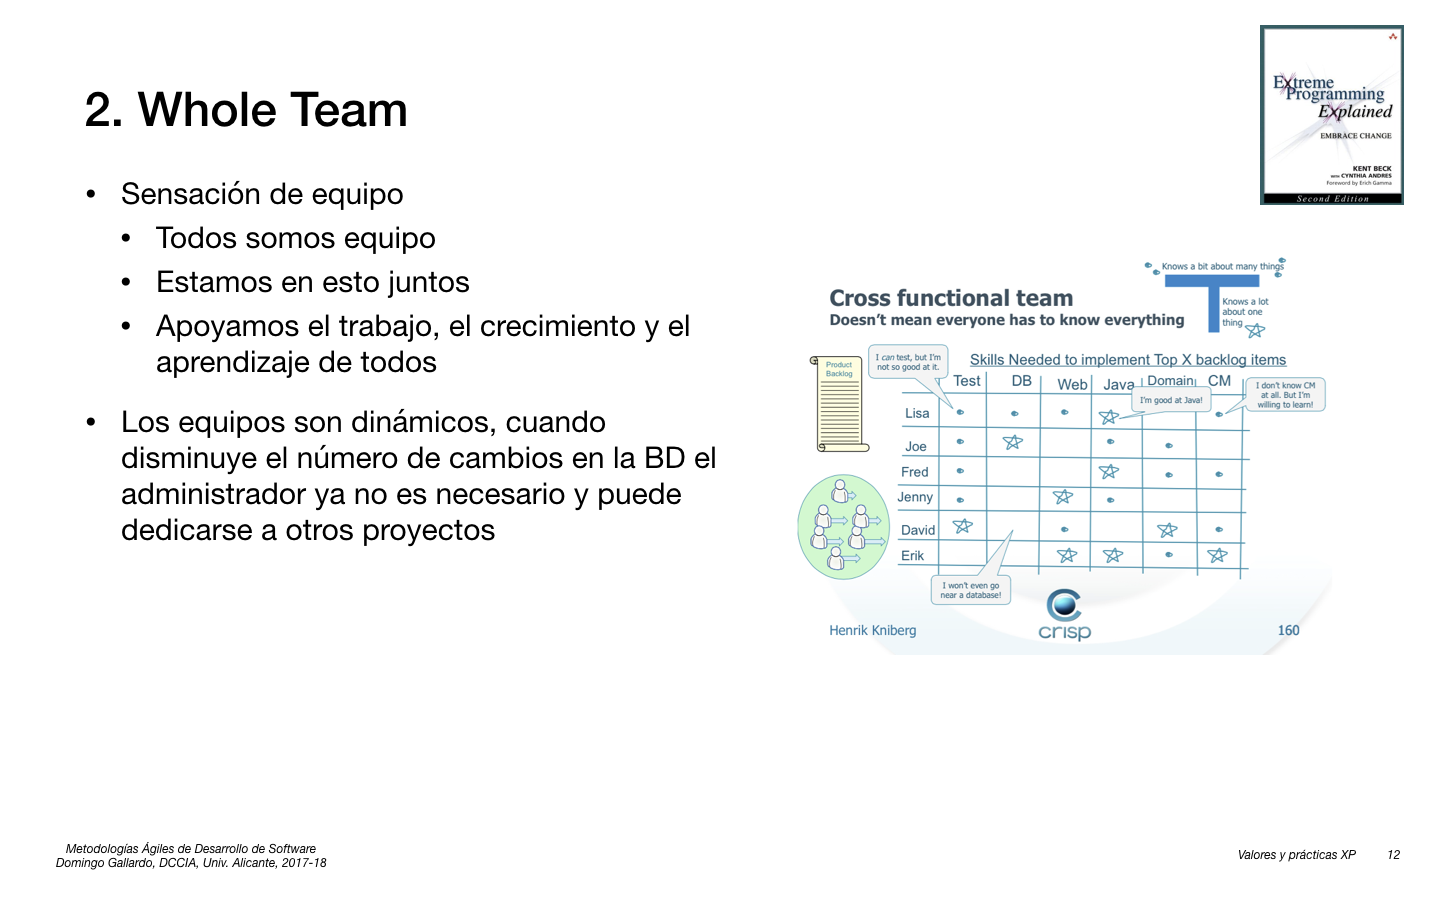 2. Whole Team
• Sensación de equipo
• Todos somos equipo
• Estamos en esto juntos
• Apoyamos el trabajo, el crecimiento y el
aprendizaje de todos
• Los equipos son dinámicos, cuando
disminuye el número de cambios en la BD el
administrador ya no es necesario y puede
dedicarse a otros proyectos
Extreme
Programming
Explained
EMBRACE CHANGE
KENT BECK
WITH CYNTHIA ANDRES
Foreword by Erich Gamma
Second Edition
Knows a bit about many things
Knows a lot
about one
thing
Cross functional team
Doesn't mean everyone has to know everything
Product
Backlog
I can test, but I'm
not so good at it.
Skills Needed to implement Top X backlog items
Test DB Web Java Domain CM
I'm good at Java!
I don't know CM
at all. But I'm
willing to learn!
Lisa
Joe
Fred
Jenny
David
Erik
I won't even go
near a database!
Henrik Kniberg
crisp
160
Metodologías Ágiles de Desarrollo de Software
Domingo Gallardo, DCCIA, Univ. Alicante, 2017-18
Valores y prácticas XP 12